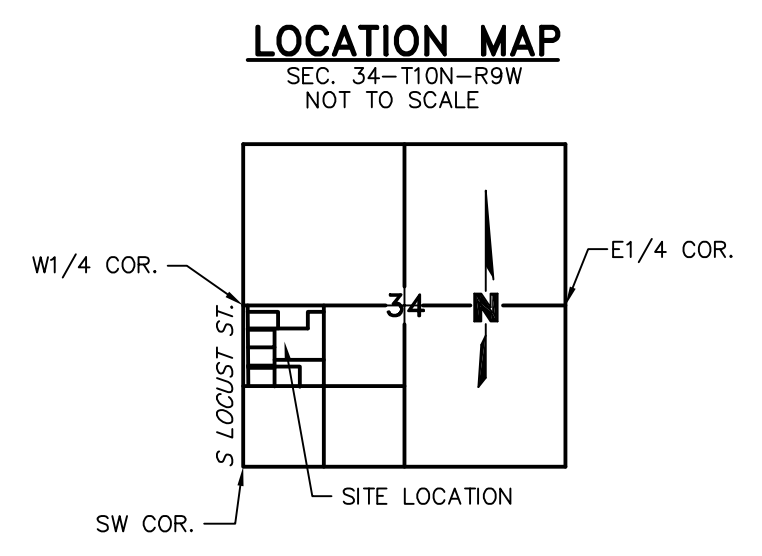 LOCATION MAP
SEC. 34-T10N-R9W
NOT TO SCALE
W1/4 COR.
E1/4 COR.
34
N
S LOCUST ST.
SITE LOCATION
SW COR.